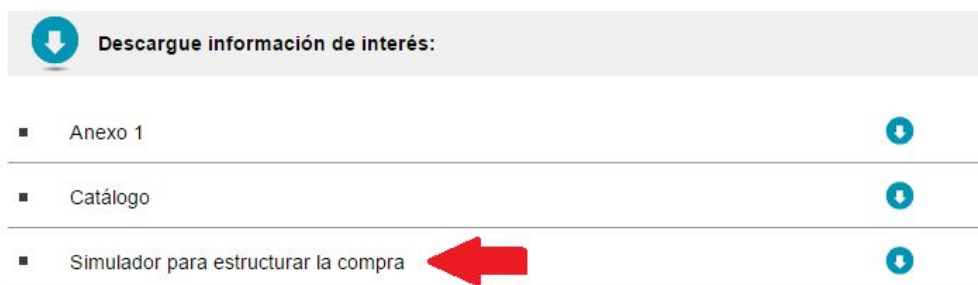 Descargue información de interés:
Anexo 1
Catálogo
Simulador para estructurar la compra